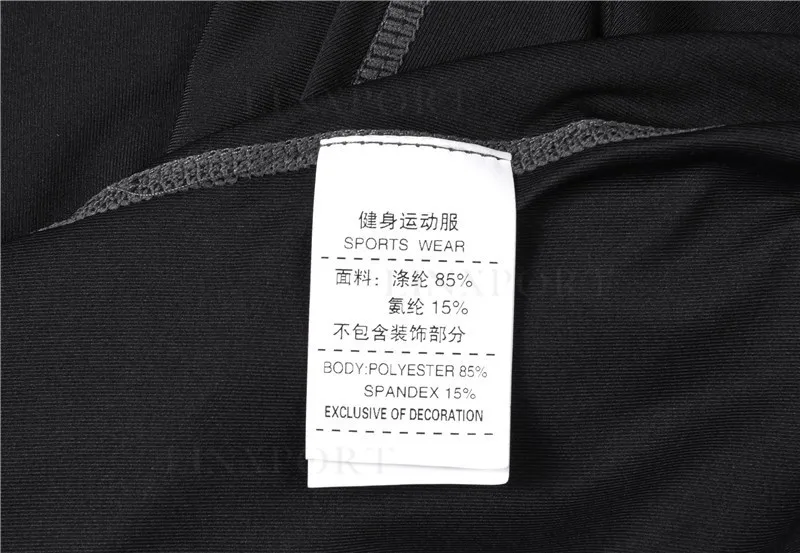 FINXPORT
健身运动服
SPORTS WEAR
面料: 涤纶 85%
氨纶 15%
不包含装饰部分
BODY:POLYESTER 85%
SPANDEX 15%
EXCLUSIVE OF DECORATION